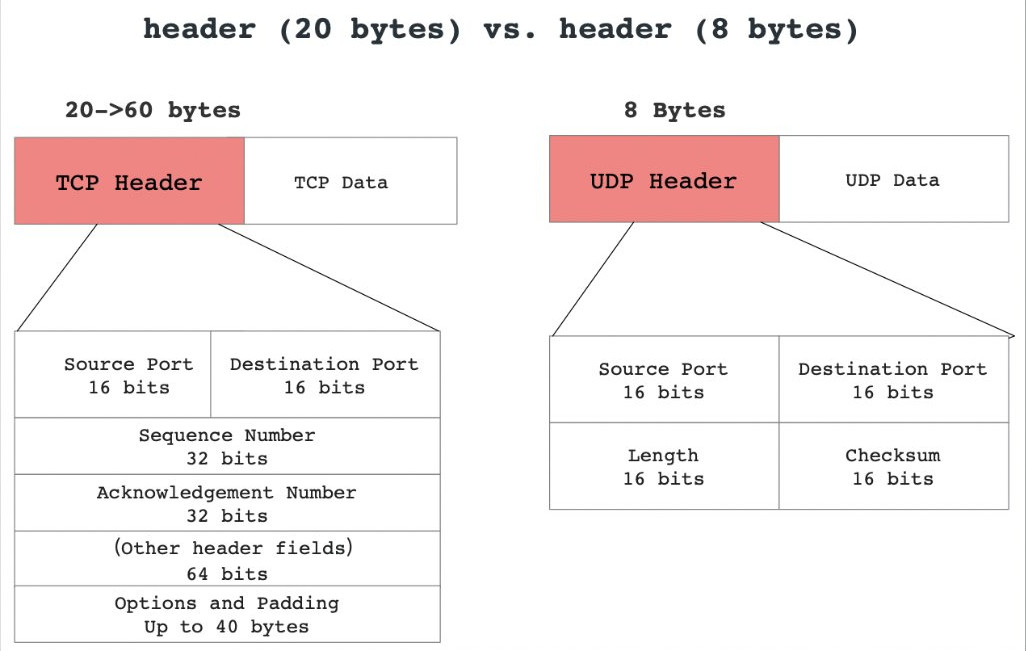 header (20 bytes) vs. header (8 bytes)
20->60 bytes
TCP Header
TCP Data
Source Port
16 bits
Destination Port
16 bits
Sequence Number
32 bits
Acknowledgement Number
32 bits
(Other header fields)
64 bits
Options and Padding
Up to 40 bytes
8 Bytes
UDP Header
UDP Data
Source Port
16 bits
Destination Port
16 bits
Length
16 bits
Checksum
16 bits